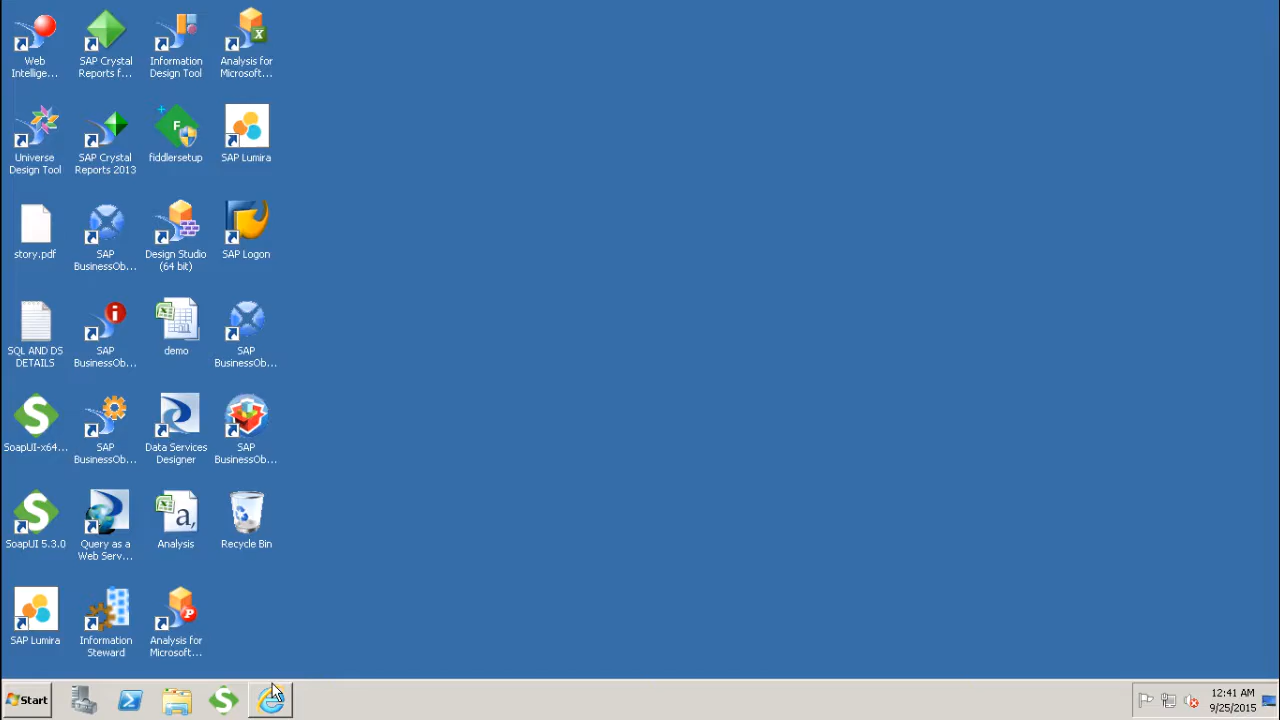 Web
Intellige...
SAP Crystal
Reports f...
Information
Design Tool
Analysis for
Microsoft...
Universe
Design Tool
SAP Crystal
Reports 2013
F
fiddlersetup
SAP Lumira
story.pdf
SAP
BusinessOb...
Design Studio
(64 bit)
SAP Logon
SQL AND DS
DETAILS
SAP
BusinessOb...
demo
SAP
BusinessOb...
SoapUI-x64...
SAP
BusinessOb...
Data Services
Designer
SAP
BusinessOb...
SoapUI 5.3.0
Query as a
Web Serv...
a,
Analysis
Recycle Bin
SAP Lumira
Information
Steward
P
Analysis for
Microsoft...
Start
12:41 AM
9/25/2015